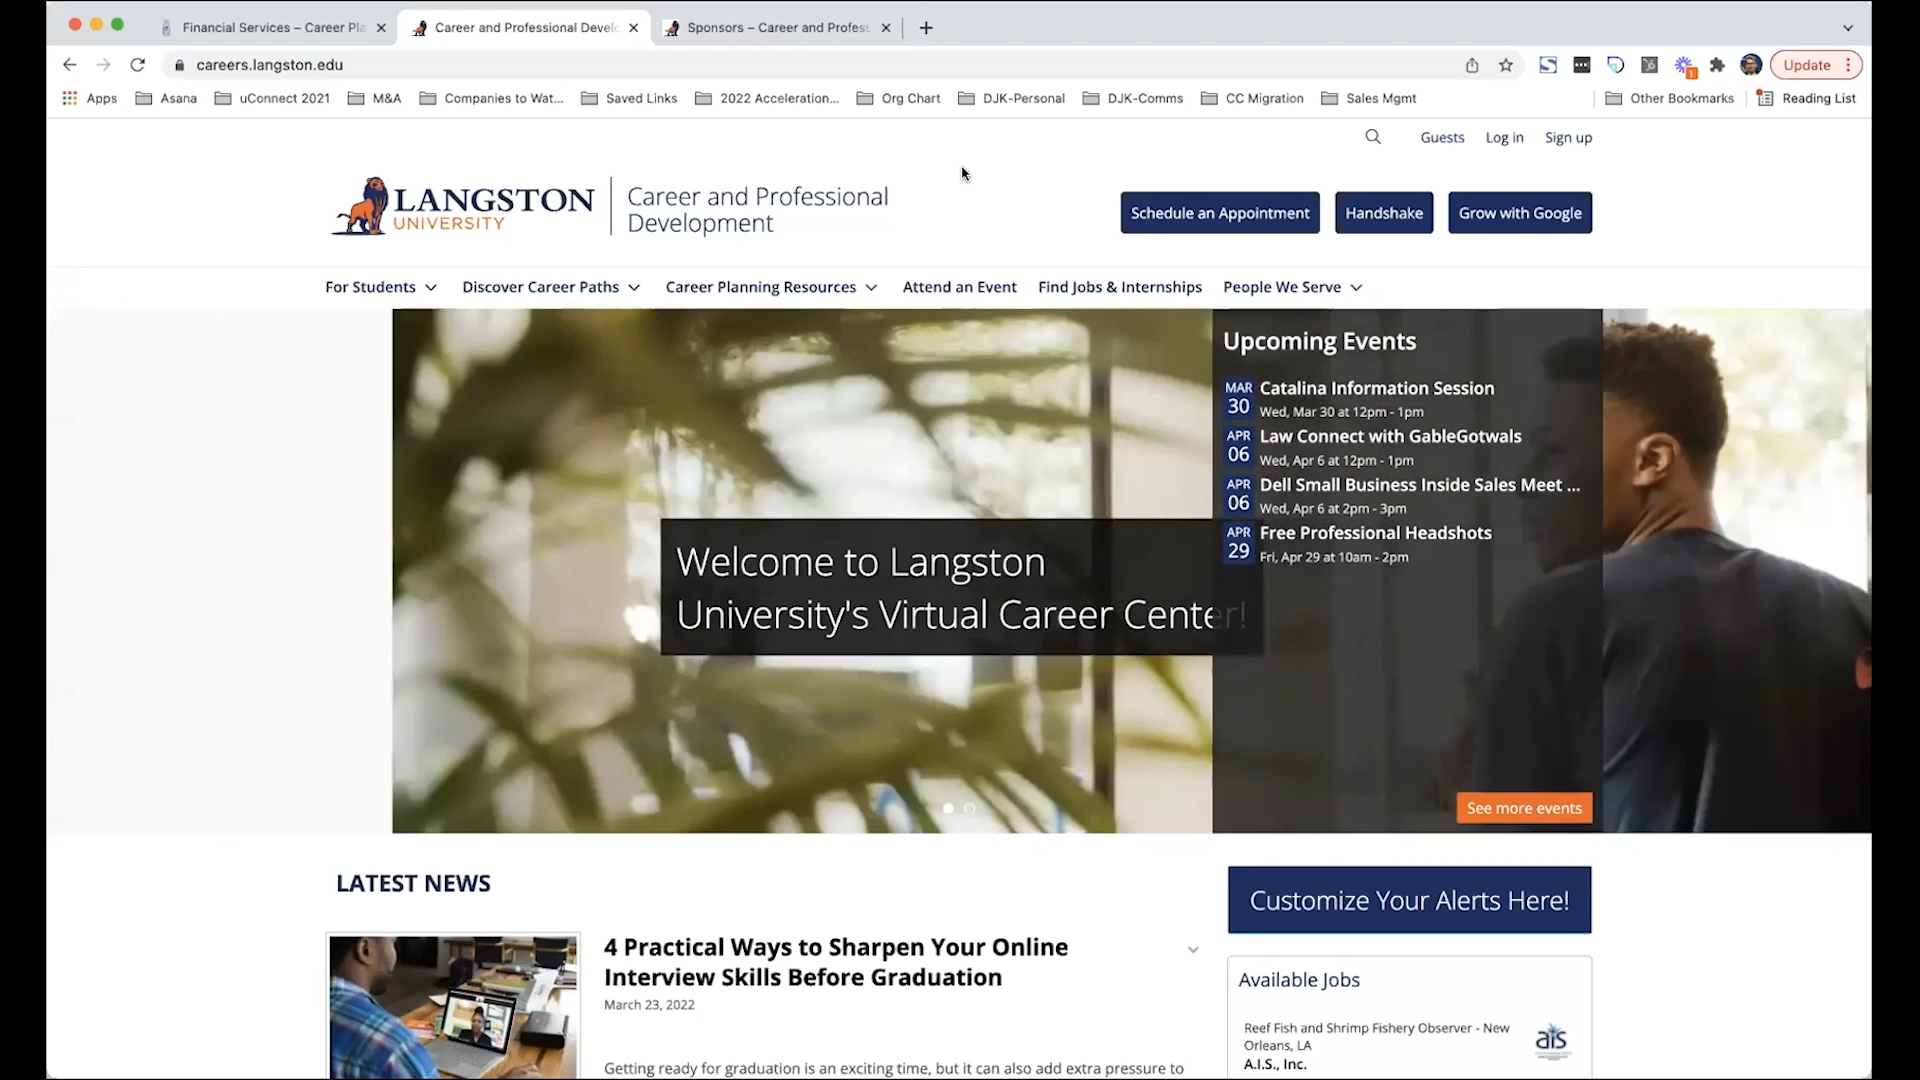 Financial Services – Career Pla
Career and Professional Develo
Sponsors – Career and Profess
careers.langston.edu
Update
Apps
Asana
uConnect 2021
M&A
Companies to Wat...
Saved Links
2022 Acceleration...
Org Chart
DJK-Personal
DJK-Comms
CC Migration
Sales Mgmt
Other Bookmarks
Reading List
Guests
Log in
Sign up
LANGSTON
UNIVERSITY
Career and Professional
Development
Schedule an Appointment
Handshake
Grow with Google
For Students
Discover Career Paths
Career Planning Resources
Attend an Event
Find Jobs & Internships
People We Serve
Welcome to Langston
University's Virtual Career Center!
Upcoming Events
MAR
30
Catalina Information Session
Wed, Mar 30 at 12pm - 1pm
APR
06
Law Connect with GableGotwals
Wed, Apr 6 at 12pm - 1pm
APR
06
Dell Small Business Inside Sales Meet ...
Wed, Apr 6 at 2pm - 3pm
APR
29
Free Professional Headshots
Fri, Apr 29 at 10am - 2pm
See more events
LATEST NEWS
4 Practical Ways to Sharpen Your Online
Interview Skills Before Graduation
March 23, 2022
Getting ready for graduation is an exciting time, but it can also add extra pressure to
Customize Your Alerts Here!
Available Jobs
Reef Fish and Shrimp Fishery Observer - New
Orleans, LA
A.I.S., Inc.
ais